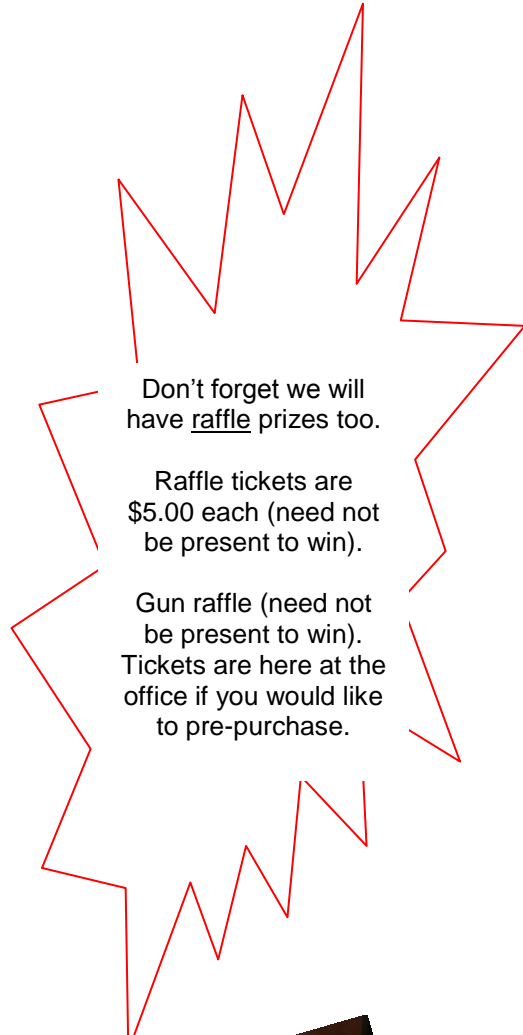 Don’t forget we will
have raffle prizes too.
Raffle tickets are
$5.00 each (need not
be present to win).
Gun raffle (need not
be present to win).
Tickets are here at the
office if you would like
to pre-purchase.